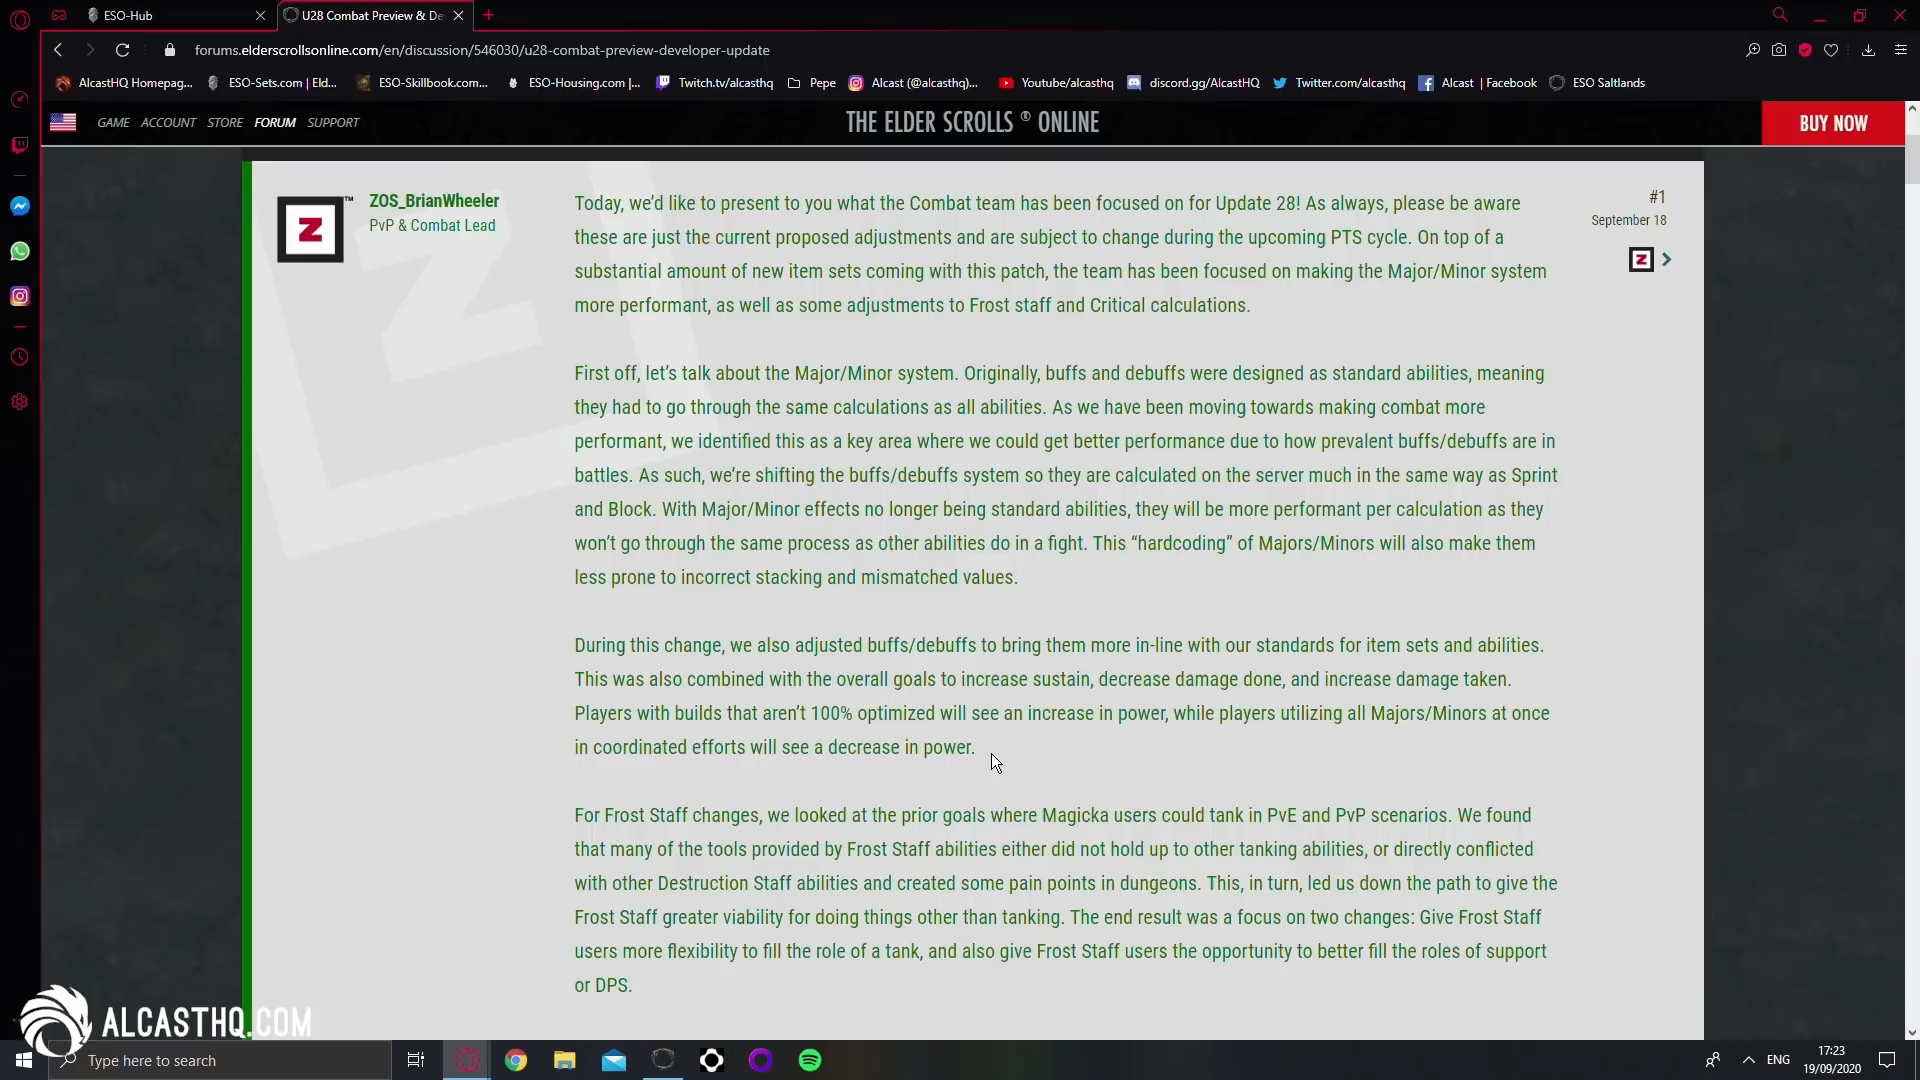 ESO-Hub
U28 Combat Preview & De
forums.elderscrollsonline.com/en/discussion/546030/u28-combat-preview-developer-update
AlcastHQ Homepag...
ESO-Sets.com | Eld...
ESO-Skillbook.com...
ESO-Housing.com |...
Twitch.tv/alcasthq
Pepe
Alcast (@alcasthq)...
Youtube/alcasthq
discord.gg/AlcastHQ
Twitter.com/alcasthq
Alcast | Facebook
ESO Saltlands
GAME ACCOUNT STORE FORUM SUPPORT
THE ELDER SCROLLS ® ONLINE
BUY NOW
Z
™
ZOS_BrianWheeler
PvP & Combat Lead
#1
September 18
Z
Today, we'd like to present to you what the Combat team has been focused on for Update 28! As always, please be aware
these are just the current proposed adjustments and are subject to change during the upcoming PTS cycle. On top of a
substantial amount of new item sets coming with this patch, the team has been focused on making the Major/Minor system
more performant, as well as some adjustments to Frost staff and Critical calculations.
First off, let's talk about the Major/Minor system. Originally, buffs and debuffs were designed as standard abilities, meaning
they had to go through the same calculations as all abilities. As we have been moving towards making combat more
performant, we identified this as a key area where we could get better performance due to how prevalent buffs/debuffs are in
battles. As such, we're shifting the buffs/debuffs system so they are calculated on the server much in the same way as Sprint
and Block. With Major/Minor effects no longer being standard abilities, they will be more performant per calculation as they
won't go through the same process as other abilities do in a fight. This “hardcoding” of Majors/Minors will also make them
less prone to incorrect stacking and mismatched values.
During this change, we also adjusted buffs/debuffs to bring them more in-line with our standards for item sets and abilities.
This was also combined with the overall goals to increase sustain, decrease damage done, and increase damage taken.
Players with builds that aren't 100% optimized will see an increase in power, while players utilizing all Majors/Minors at once
in coordinated efforts will see a decrease in power.
For Frost Staff changes, we looked at the prior goals where Magicka users could tank in PvE and PvP scenarios. We found
that many of the tools provided by Frost Staff abilities either did not hold up to other tanking abilities, or directly conflicted
with other Destruction Staff abilities and created some pain points in dungeons. This, in turn, led us down the path to give the
Frost Staff greater viability for doing things other than tanking. The end result was a focus on two changes: Give Frost Staff
users more flexibility to fill the role of a tank, and also give Frost Staff users the opportunity to better fill the roles of support
or DPS.
ALCASTHQ.COM
Type here to search
ENG
17:23
19/09/2020